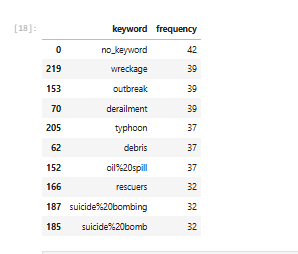 [18]:
keyword frequency
0 no_keyword 42
219 wreckage 39
153 outbreak 39
70 derailment 39
205 typhoon 37
62 debris 37
152 oil%20spill 37
166 rescuers 32
187 suicide%20bombing 32
185 suicide%20bomb 32